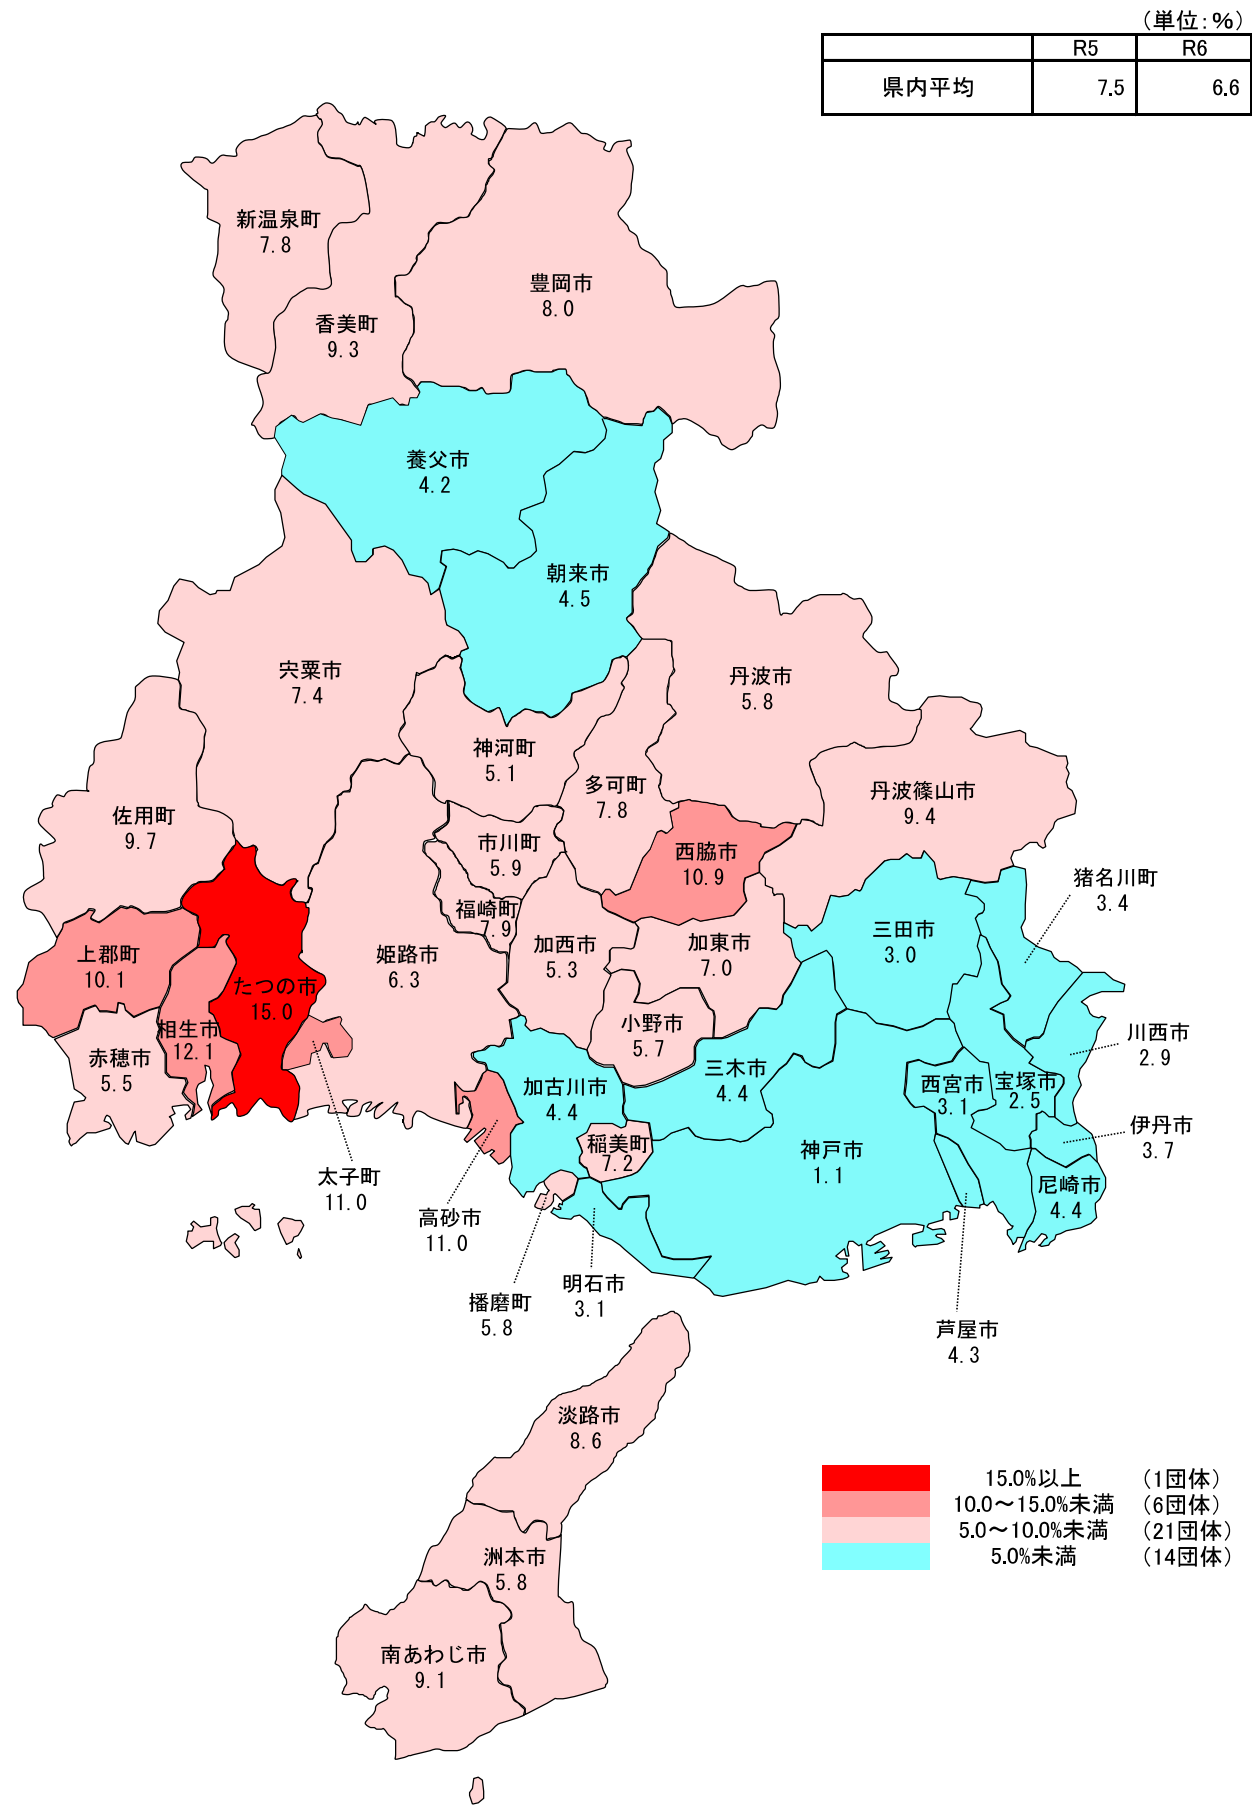 （単位：％）
R5 R6
県内平均 7.5 6.6
新温泉町
7.8
豊岡市
8.0
香美町
9.3
養父市
4.2
朝来市
4.5
宍粟市
7.4
丹波市
5.8
神河町
5.1
多可町
7.8
丹波篠山市
9.4
佐用町
9.7
市川町
5.9
西脇市
10.9
猪名川町
3.4
福崎町
7.9
三田市
3.0
上郡町
10.1
姫路市
6.3
加西市
5.3
加東市
7.0
たつの市
15.0
相生市
12.1
小野市
5.7
川西市
2.9
赤穂市
5.5
加古川市
4.4
三木市
4.4
西宮市
3.1
宝塚市
2.5
伊丹市
3.7
稲美町
7.2
神戸市
1.1
太子町
11.0
尼崎市
4.4
高砂市
11.0
明石市
3.1
播磨町
5.8
芦屋市
4.3
淡路市
8.6
洲本市
5.8
南あわじ市
9.1
15.0%以上 （1団体）
10.0～15.0%未満 （6団体）
5.0～10.0%未満 （21団体）
5.0%未満 （14団体）